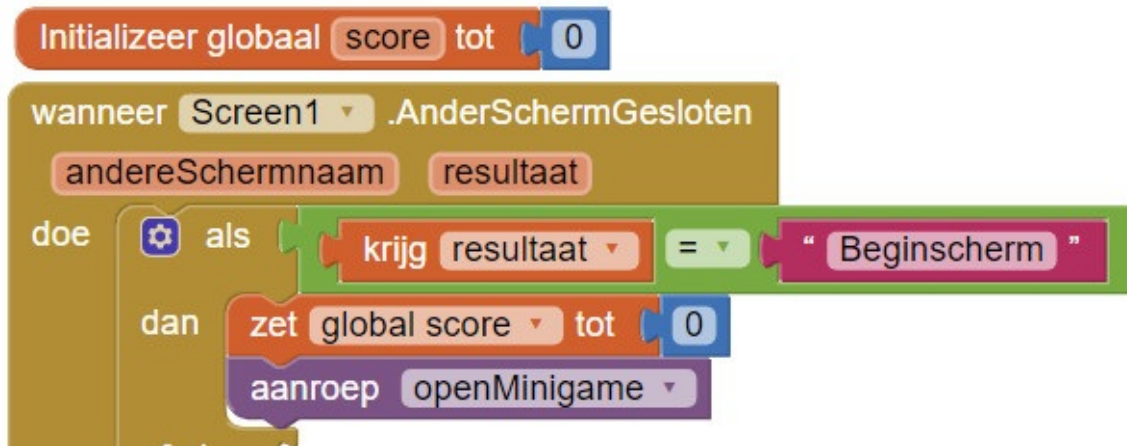 Initializeer globaal score tot 0
wanneer Screen1 .AnderSchermGesloten
andereSchermnaam resultaat
doe als krijg resultaat = “ Beginscherm ”
dan zet global score tot 0
aanroep openMinigame